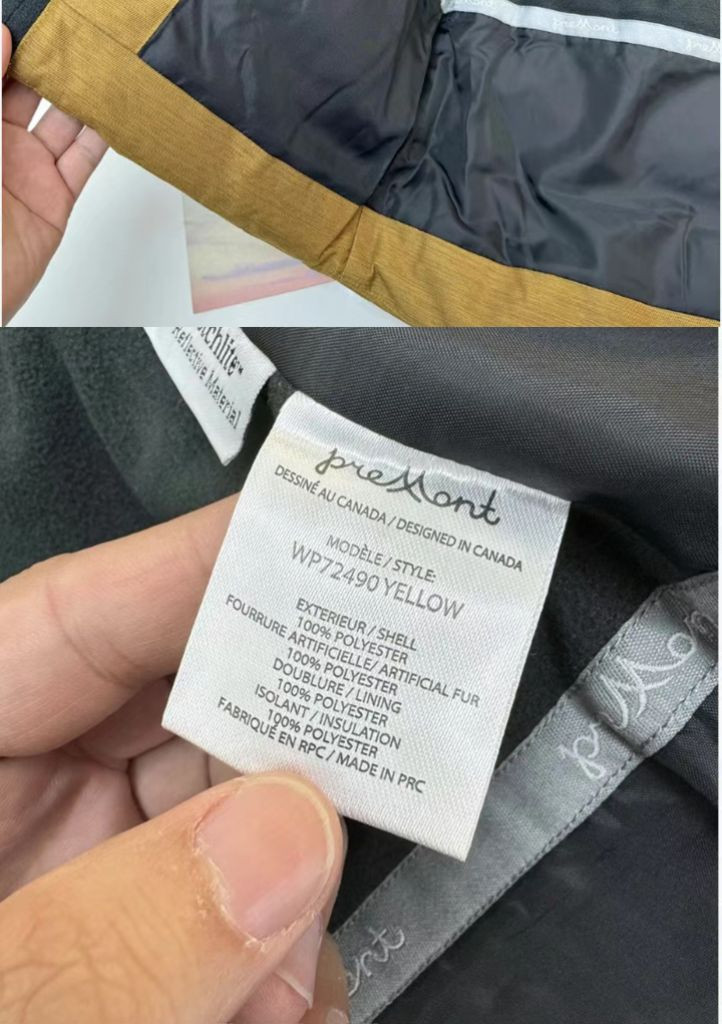 preMont
Reflective Material
preMont
DESSINÉ AU CANADA / DESIGNED IN CANADA
MODÈLE / STYLE:
WP72490 YELLOW
EXTERIEUR / SHELL
100% POLYESTER
FOURRURE ARTIFICIELLE / ARTIFICIAL FUR
100% POLYESTER
DOUBLURE / LINING
100% POLYESTER
ISOLANT / INSULATION
100% POLYESTER
FABRIQUÉ EN RPC / MADE IN PRC
preMont